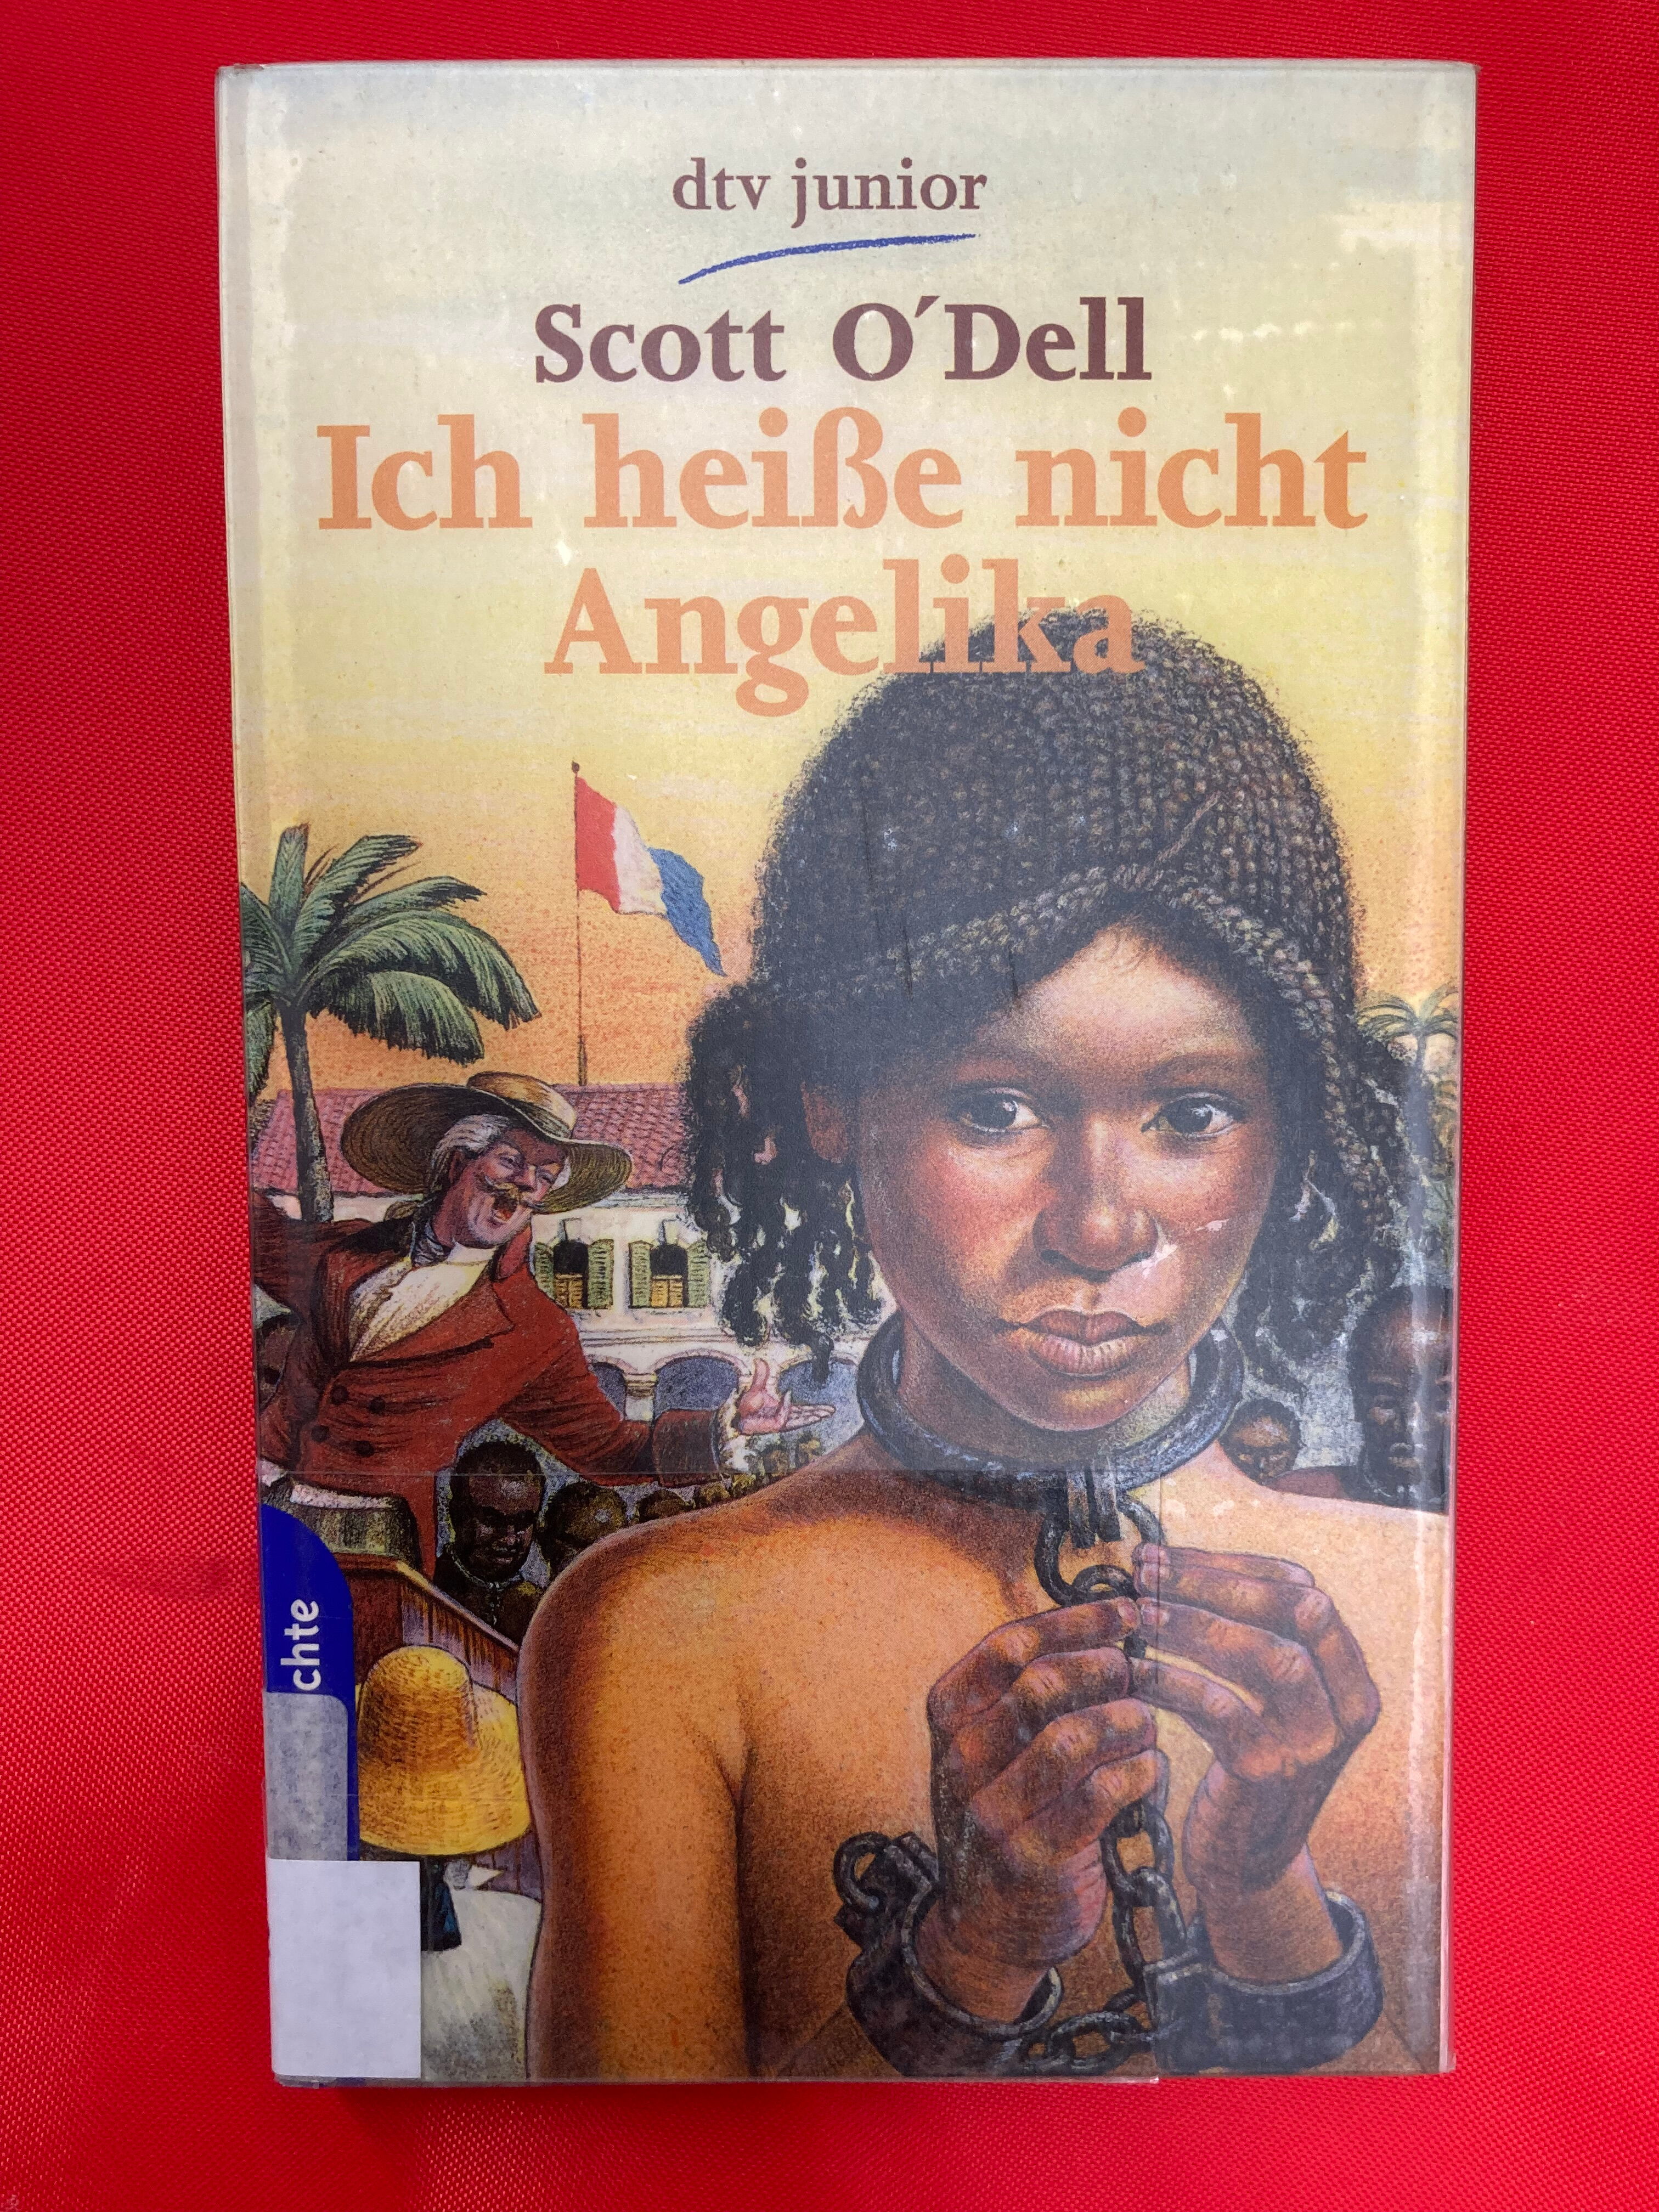 dtv junior
Scott O´Dell
Ich heiße nicht
Angelika
chte